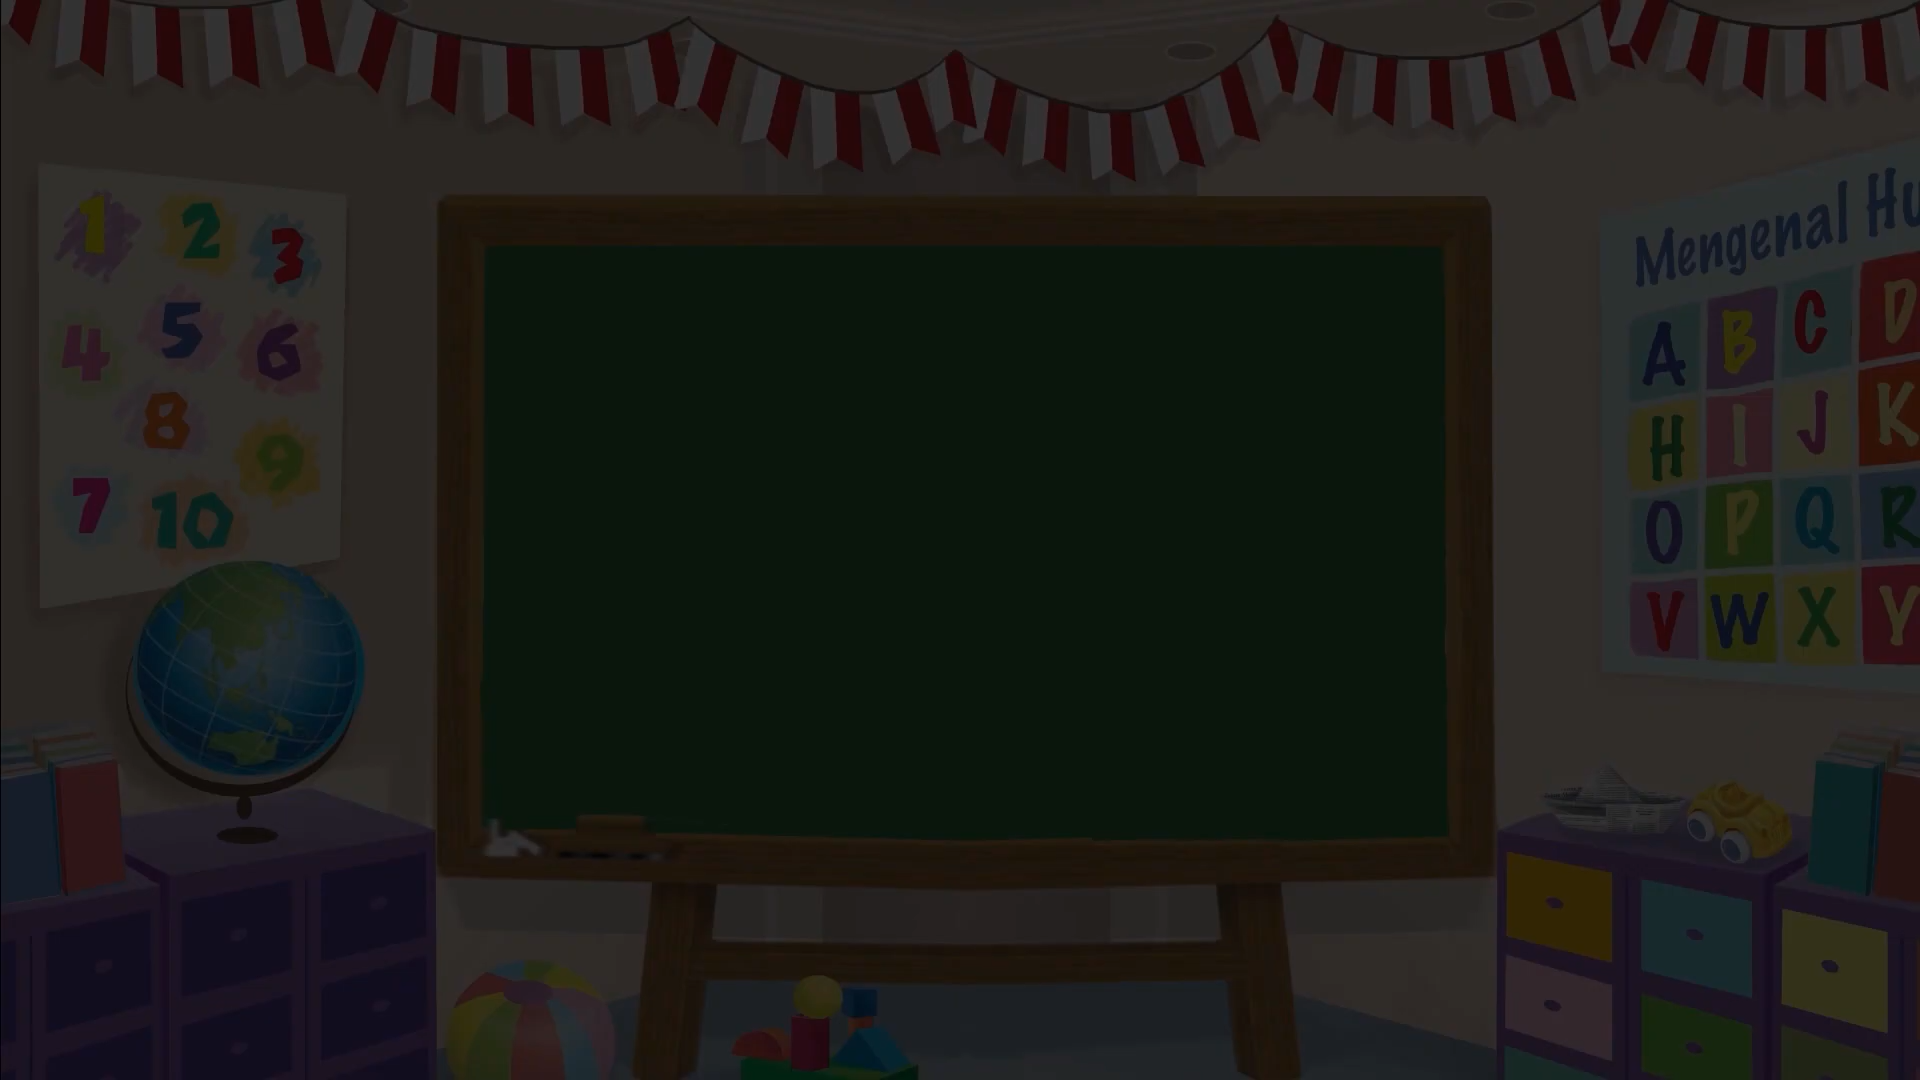 1 2 3
4 5 6
8
9
7 10
Mengenal Hu
A B C D
H I J K
O P Q R
V W X Y